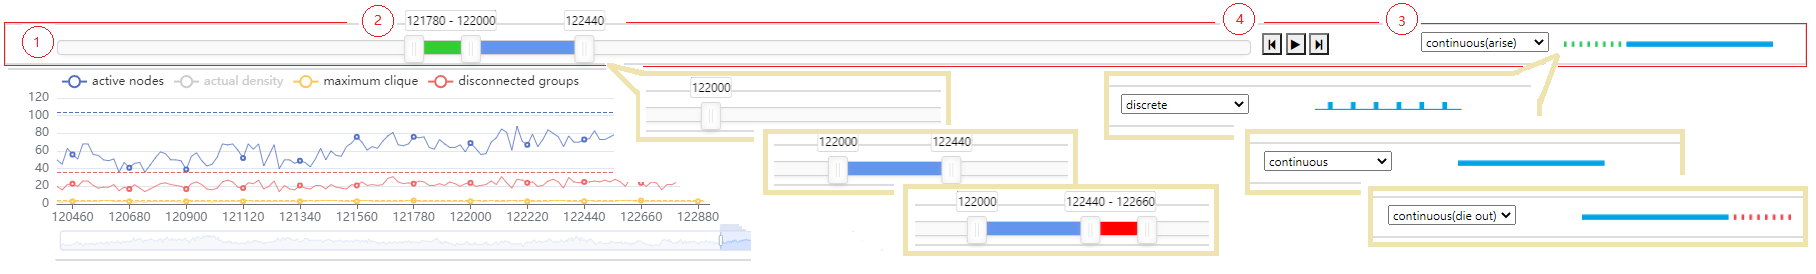 1
2
121780 - 122000
122440
4
3
continuous(arise)
active nodes
actual density
maximum clique
disconnected groups
120
100
80
60
40
20
0
120460
120680
120900
121120
121340
121560
121780
122000
122220
122440
122660
122880
122000
122000
122440
122000
122440 - 122660
discrete
continuous
continuous(die out)